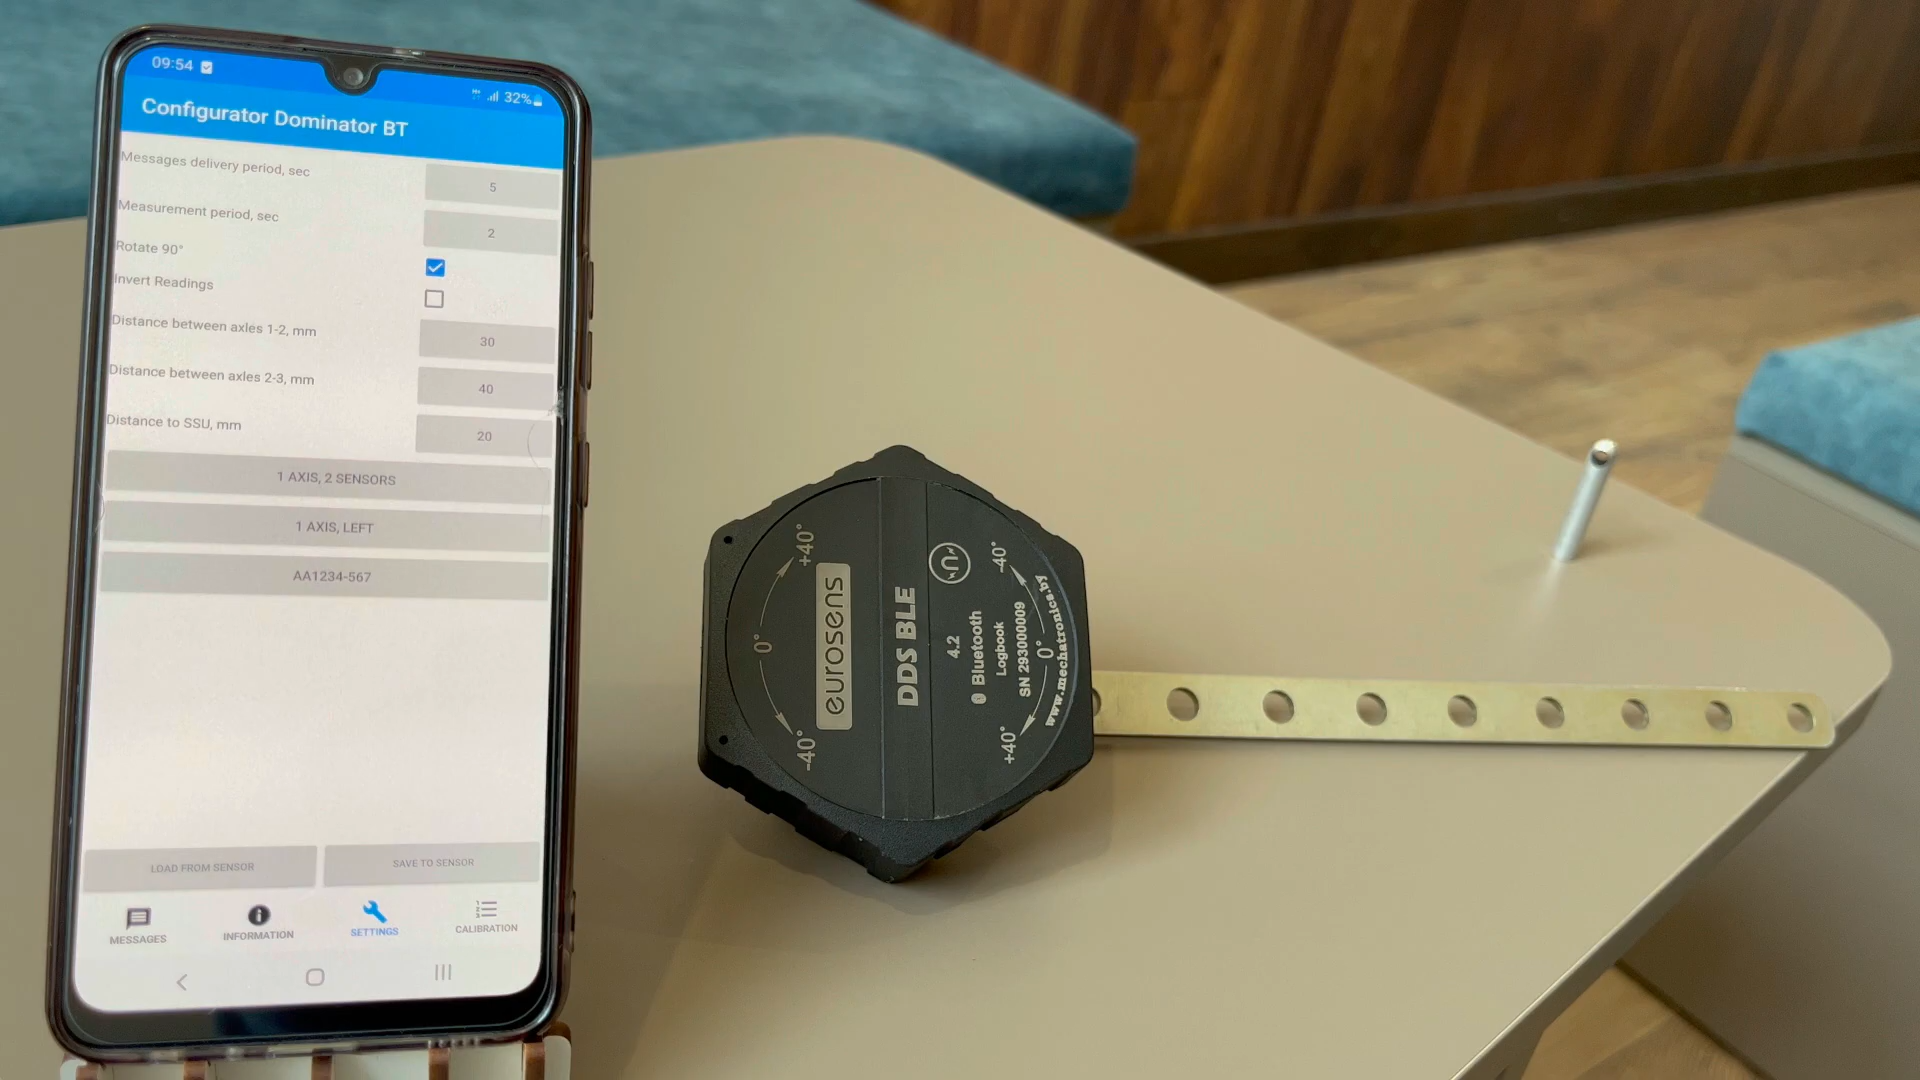 09:54
32%
Configurator Dominator BT
Messages delivery period, sec
5
Measurement period, sec
2
Rotate 90°
Invert Readings
Distance between axles 1-2, mm
30
Distance between axles 2-3, mm
40
Distance to SSU, mm
20
1 AXIS, 2 SENSORS
1 AXIS, LEFT
AA1234-567
LOAD FROM SENSOR
SAVE TO SENSOR
MESSAGES
INFORMATION
SETTINGS
CALIBRATION
-40° 0° +40°
eurosens
DDS BLE
4.2
Bluetooth
Logbook
SN 293000009
+40° 0° -40°
www.mechatronics.by